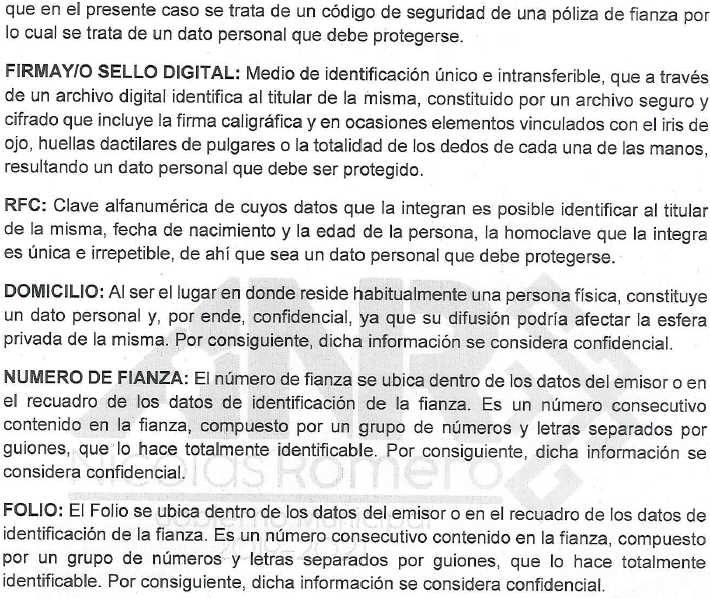 que en el presente caso se trata de un código de seguridad de una póliza de fianza por
lo cual se trata de un dato personal que debe protegerse.
FIRMAY/O SELLO DIGITAL: Medio de identificación único e intransferible, que a través
de un archivo digital identifica al titular de la misma, constituido por un archivo seguro y
cifrado que incluye la firma caligráfica y en ocasiones elementos vinculados con el iris de
ojo, huellas dactilares de pulgares o la totalidad de los dedos de cada una de las manos,
resultando un dato personal que debe ser protegido.
RFC: Clave alfanumérica de cuyos datos que la integran es posible identificar al titular
de la misma, fecha de nacimiento y la edad de la persona, la homoclave que la integra
es única e irrepetible, de ahí que sea un dato personal que debe protegerse.
DOMICILIO: Al ser el lugar en donde reside habitualmente una persona física, constituye
un dato personal y, por ende, confidencial, ya que su difusión podría afectar la esfera
privada de la misma. Por consiguiente, dicha información se considera confidencial.
NUMERO DE FIANZA: El número de fianza se ubica dentro de los datos del emisor o en
el recuadro de los datos de identificación de la fianza. Es un número consecutivo
contenido en la fianza, compuesto por un grupo de números y letras separados por
guiones, que lo hace totalmente identificable. Por consiguiente, dicha información se
considera confidencial.
Nicolás Romero
FOLIO: El Folio se ubica dentro de los datos del emisor o en el recuadro de los datos de
Gobierno Municipal
identificación de la fianza. Es un número consecutivo contenido en la fianza, compuesto
2019-2021
por un grupo de números y letras separados por guiones, que lo hace totalmente
identificable. Por consiguiente, dicha información se considera confidencial.